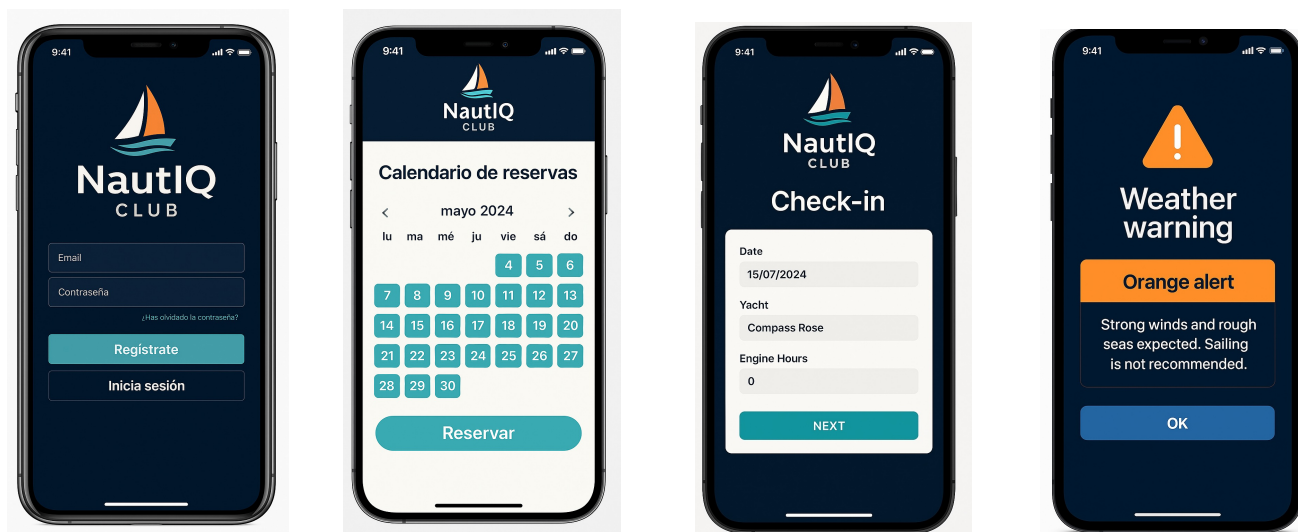 9:41
NautIQ
CLUB
Email
Contraseña
¿Has olvidado la contraseña?
Regístrate
Inicia sesión
9:41
NautIQ
CLUB
Calendario de reservas
< mayo 2024 >
lu ma mé ju vie sá do
4 5 6
7 8 9 10 11 12 13
14 15 16 17 18 19 20
21 22 23 24 25 26 27
28 29 30
Reservar
9:41
NautIQ
CLUB
Check-in
Date
15/07/2024
Yacht
Compass Rose
Engine Hours
0
NEXT
9:41
Weather
warning
Orange alert
Strong winds and rough
seas expected. Sailing
is not recommended.
OK